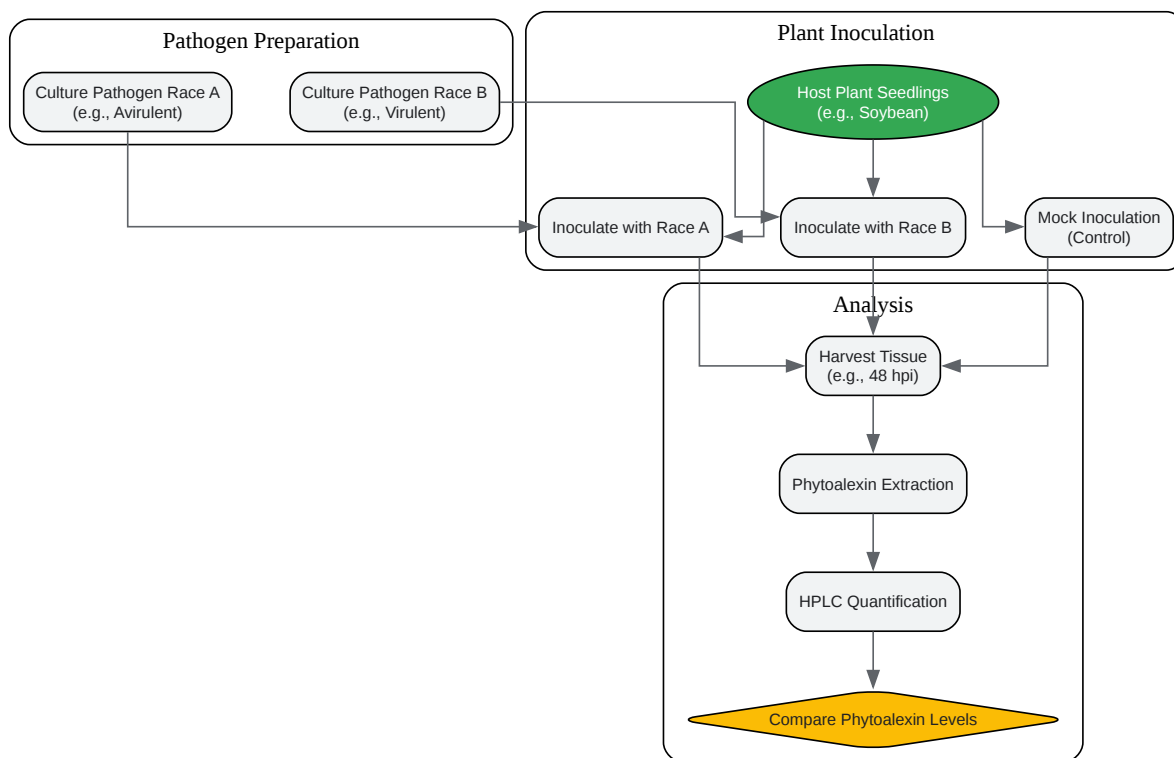 Pathogen Preparation
Culture Pathogen Race A
(e.g., Avirulent)
Culture Pathogen Race B
(e.g., Virulent)
Plant Inoculation
Host Plant Seedlings
(e.g., Soybean)
Inoculate with Race A
Inoculate with Race B
Mock Inoculation
(Control)
Analysis
Harvest Tissue
(e.g., 48 hpi)
Phytoalexin Extraction
HPLC Quantification
Compare Phytoalexin Levels